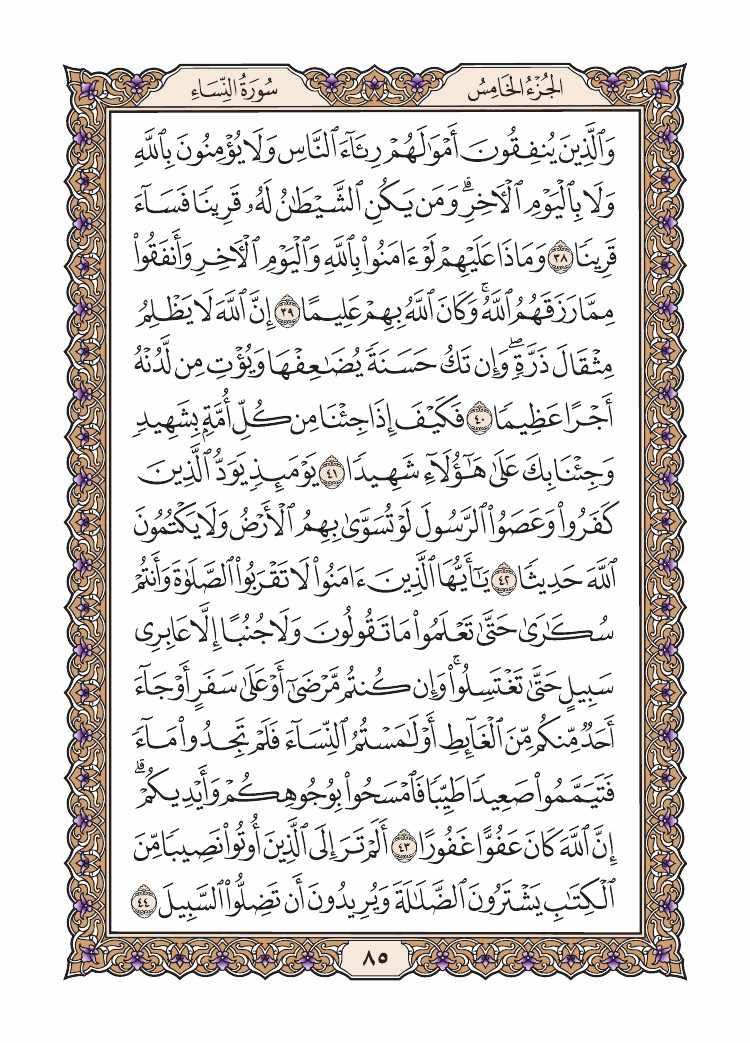 الجُزْءُ الخَامِسُ
سُورَةُ النِّسَاءِ
وَٱلَّذِينَ يُنفِقُونَ أَمْوَٰلَهُمْ رِئَآءَ ٱلنَّاسِ وَلَا يُؤْمِنُونَ بِٱللَّهِ
وَلَا بِٱلْيَوْمِ ٱلْأَخِرِۗ وَمَن يَكُنِ ٱلشَّيْطَٰنُ لَهُۥ قَرِينٗا فَسَآءَ
قَرِينٗا ٣٨ وَمَاذَا عَلَيْهِمْ لَوْ ءَامَنُوا۟ بِٱللَّهِ وَٱلْيَوْمِ ٱلْأَخِرِ وَأَنفَقُوا۟
مِمَّا رَزَقَهُمُ ٱللَّهُۚ وَكَانَ ٱللَّهُ بِهِمْ عَلِيمًا ٣٩ إِنَّ ٱللَّهَ لَا يَظْلِمُ
مِثْقَالَ ذَرَّةٖۖ وَإِن تَكُ حَسَنَةٗ يُضَٰعِفْهَا وَيُؤْتِ مِن لَّدُنْهُ
أَجْرًا عَظِيمٗا ٤٠ فَكَيْفَ إِذَا جِئْنَا مِن كُلِّ أُمَّةِۭ بِشَهِيدٖ
وَجِئْنَا بِكَ عَلَىٰ هَٰٓؤُلَآءِ شَهِيدٗا ٤١ يَوْمَئِذٖ يَوَدُّ ٱلَّذِينَ
كَفَرُوا۟ وَعَصَوُا۟ ٱلرَّسُولَ لَوْ تُسَوَّىٰ بِهِمُ ٱلْأَرْضُ وَلَا يَكْتُمُونَ
ٱللَّهَ حَدِيثٗا ٤٢ يَٰٓأَيُّهَا ٱلَّذِينَ ءَامَنُوا۟ لَا تَقْرَبُوا۟ ٱلصَّلَوٰةَ وَأَنتُمْ
سُكَٰرَىٰ حَتَّىٰ تَعْلَمُوا۟ مَا تَقُولُونَ وَلَا جُنُبًا إِلَّا عَابِرِي
سَبِيلٍ حَتَّىٰ تَغْتَسِلُوا۟ۚ وَإِن كُنتُم مَّرْضَىٰٓ أَوْ عَلَىٰ سَفَرٍ أَوْ جَآءَ
أَحَدٞ مِّنكُم مِّنَ ٱلْغَآئِطِ أَوْ لَٰمَسْتُمُ ٱلنِّسَآءَ فَلَمْ تَجِدُوا۟ مَآءٗ
فَتَيَمَّمُوا۟ صَعِيدٗا طَيِّبٗا فَٱمْسَحُوا۟ بِوُجُوهِكُمْ وَأَيْدِيكُمْۗ
إِنَّ ٱللَّهَ كَانَ عَفُوًّا غَفُورًا ٤٣ أَلَمْ تَرَ إِلَى ٱلَّذِينَ أُوتُوا۟ نَصِيبٗا مِّنَ
ٱلْكِتَٰبِ يَشْتَرُونَ ٱلضَّلَٰلَةَ وَيُرِيدُونَ أَن تَضِلُّوا۟ ٱلسَّبِيلَ ٤٤
٨٥